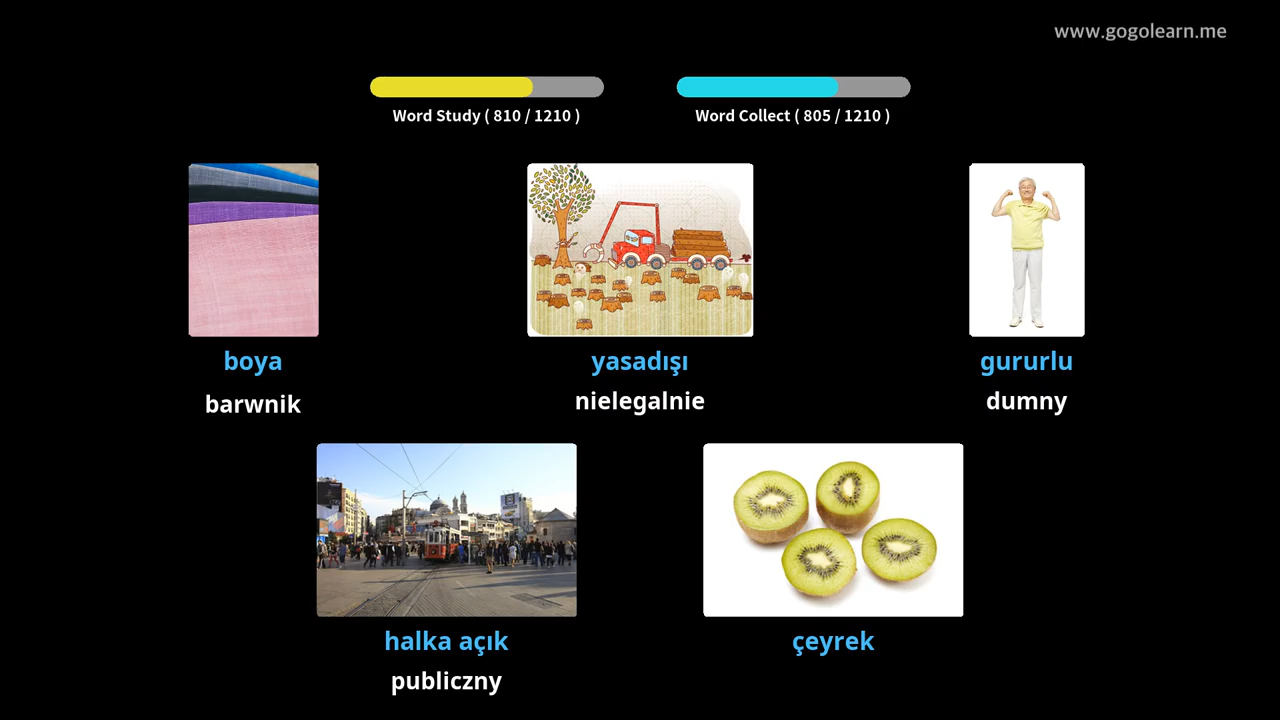 www.gogolearn.me
Word Study ( 810 / 1210 )
Word Collect ( 805 / 1210 )
boya
yasadışı
gururlu
barwnik
nielegalnie
dumny
halka açık
çeyrek
publiczny